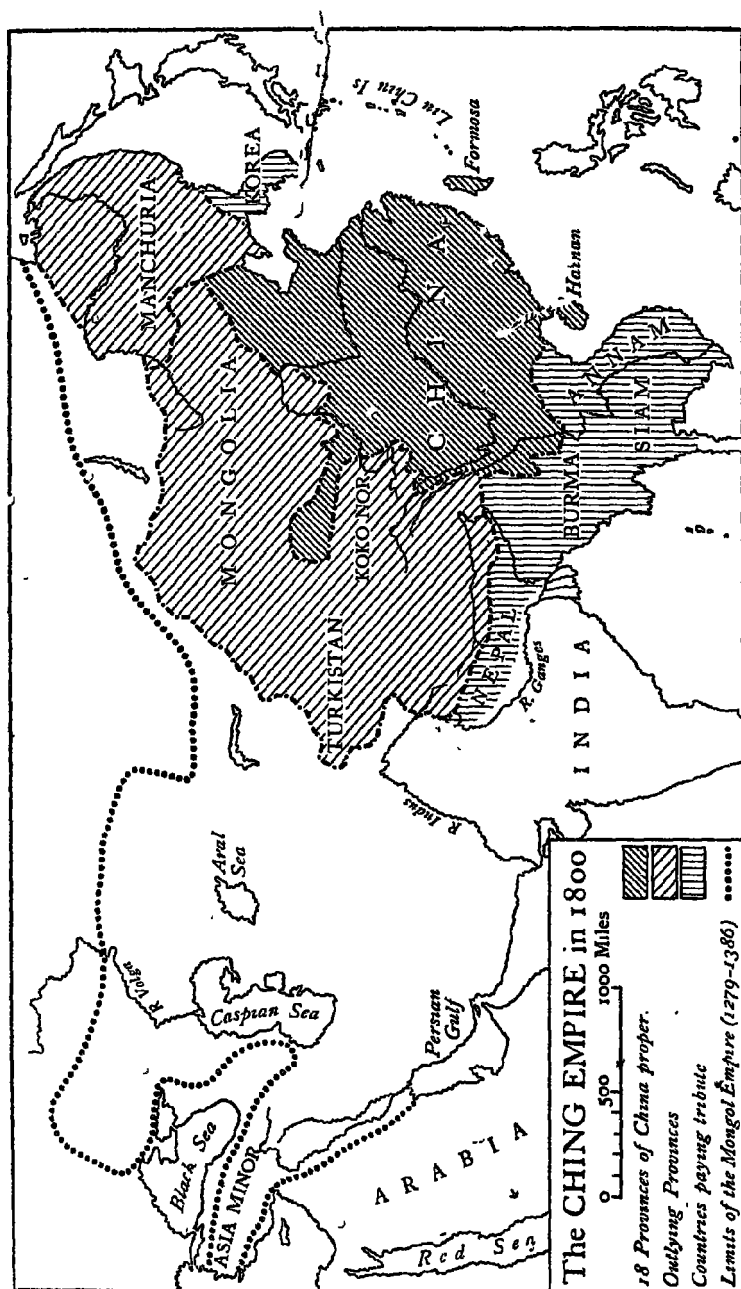 The CHING EMPIRE in 1800
0 500 1000 Miles
18 Provinces of China proper.
Outlying Provinces
Countries paying tribute
Limits of the Mongol Empire (1279-1386)
MANCHURIA
KOREA
Liu Chiu Is
MONGOLIA
CHINA
Formosa
Hainan
KOKO NOR
TURKISTAN
NEPAL
BURMA
SIAM
ANNAM
R. Ganges
INDIA
R Indus
Aral
Sea
R Volga
Caspian Sea
Black Sea
ASIA MINOR
Persian
Gulf
ARABIA
Red Sea